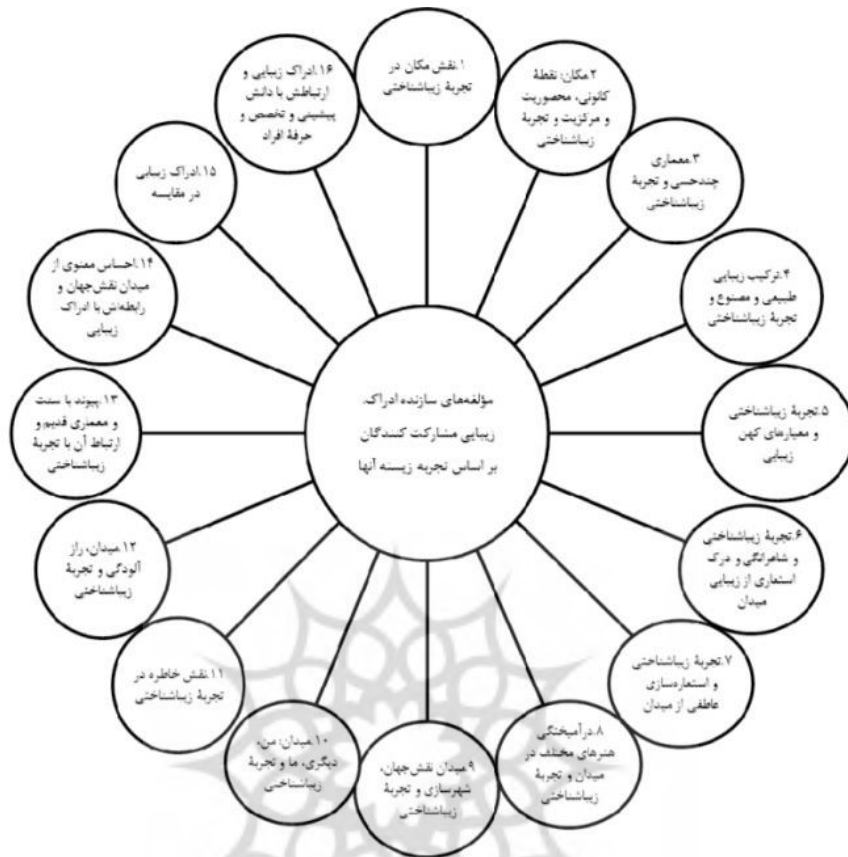 ۱.نقش مکان در
تجربهٔ زیباشناختی
۲.مکان: نقطهٔ
کانونی، محصوریت
و مرکزیت و تجربهٔ
زیباشناختی
۳.معماری
چندحسی و تجربهٔ
زیباشناختی
۴.ترکیب زیبایی
طبیعی و مصنوع و
تجربهٔ زیباشناختی
۵.تجربهٔ زیباشناختی
و معیارهای کهن
زیبایی
۶.تجربهٔ زیباشناختی
و شاعرانگی و درک
استعاری از زیبایی
میدان
۷.تجربهٔ زیباشناختی
و استعاره‌سازی
عاطفی از میدان
۸.درآمیختگی
هنرهای مختلف در
میدان و تجربهٔ
زیباشناختی
۹.میدان نقش‌جهان،
شهرسازی و تجربهٔ
زیباشناختی
۱۰.میدان: من،
دیگری، ما و تجربهٔ
زیباشناختی
۱۱.نقش خاطره در
تجربهٔ زیباشناختی
۱۲.میدان، راز
آلودگی و تجربهٔ
زیباشناختی
۱۳.پیوند با سنت
و معماری قدیم و
ارتباط آن با تجربهٔ
زیباشناختی
۱۴.احساس معنوی از
میدان نقش‌جهان و
رابطه‌اش با ادراک
زیبایی
۱۵.ادراک زیبایی
در مقایسه
۱۶.ادراک زیبایی و
ارتباطش با دانش
پیشینی و تخصص و
حرفهٔ افراد
مؤلفه‌های سازنده ادراک
زیبایی مشارکت کنندگان
بر اساس تجربه زیسته آنها